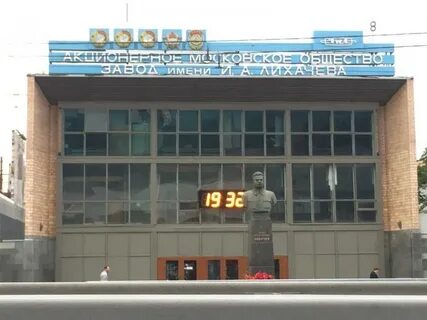 АКЦИОНЕРНОЕ МОСКОВСКОЕ ОБЩЕСТВО
ЗАВОД ИМЕНИ И. А. ЛИХАЧЕВА
19 32